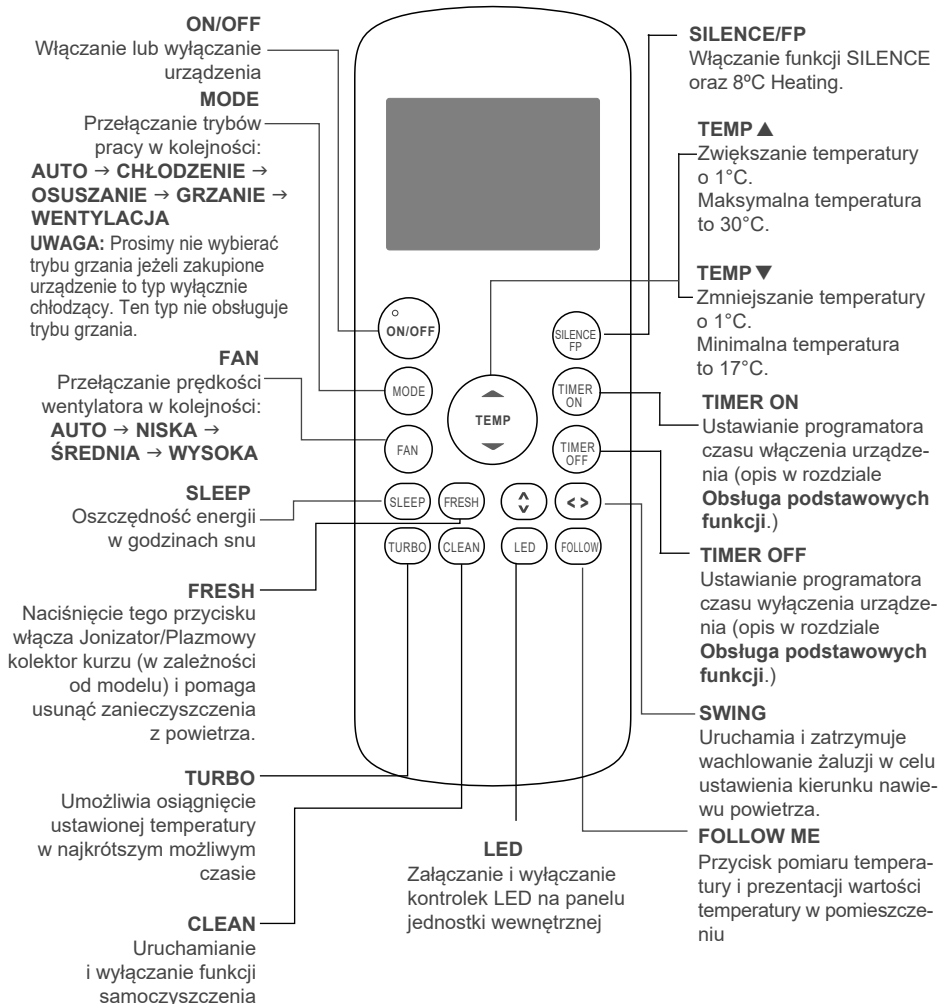 ON/OFF
Włączanie lub wyłączanie
urządzenia
MODE
Przełączanie trybów
pracy w kolejności:
AUTO → CHŁODZENIE →
OSUSZANIE → GRZANIE →
WENTYLACJA
UWAGA: Prosimy nie wybierać
trybu grzania jeżeli zakupione
urządzenie to typ wyłącznie
chłodzący. Ten typ nie obsługuje
trybu grzania.
FAN
Przełączanie prędkości
wentylatora w kolejności:
AUTO → NISKA →
ŚREDNIA → WYSOKA
SLEEP
Oszczędność energii
w godzinach snu
FRESH
Naciśnięcie tego przycisku
włącza Jonizator/Plazmowy
kolektor kurzu (w zależności
od modelu) i pomaga
usunąć zanieczyszczenia
z powietrza.
TURBO
Umożliwia osiągnięcie
ustawionej temperatury
w najkrótszym możliwym
czasie
CLEAN
Uruchamianie
i wyłączanie funkcji
samoczyszczenia
ON/OFF
SILENCE
FP
MODE
TEMP
TIMER
ON
FAN
TIMER
OFF
SLEEP
FRESH
TURBO
CLEAN
LED
FOLLOW
LED
Załączanie i wyłączanie
kontrolek LED na panelu
jednostki wewnętrznej
SILENCE/FP
Włączanie funkcji SILENCE
oraz 8ºC Heating.
TEMP ▲
Zwiększanie temperatury
o 1°C.
Maksymalna temperatura
to 30°C.
TEMP ▼
Zmniejszanie temperatury
o 1°C.
Minimalna temperatura
to 17°C.
TIMER ON
Ustawianie programatora
czasu włączenia urządze-
nia (opis w rozdziale
Obsługa podstawowych
funkcji.)
TIMER OFF
Ustawianie programatora
czasu wyłączenia urządze-
nia (opis w rozdziale
Obsługa podstawowych
funkcji.)
SWING
Uruchamia i zatrzymuje
wachlowanie żaluzji w celu
ustawienia kierunku nawie-
wu powietrza.
FOLLOW ME
Przycisk pomiaru tempera-
tury i prezentacji wartości
temperatury w pomieszcze-
niu